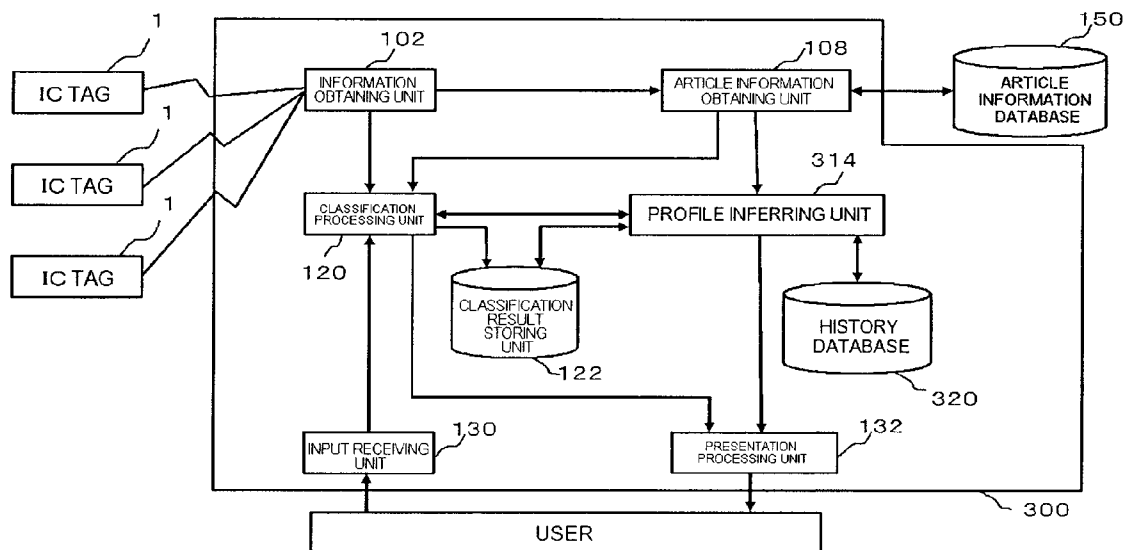 1
IC TAG
1
IC TAG
1
IC TAG
102
INFORMATION
OBTAINING UNIT
108
ARTICLE INFORMATION
OBTAINING UNIT
150
ARTICLE
INFORMATION
DATABASE
CLASSIFICATION
PROCESSING UNIT
120
314
PROFILE INFERRING UNIT
CLASSIFICATION
RESULT
STORING
UNIT
122
HISTORY
DATABASE
320
INPUT RECEIVING
UNIT
130
PRESENTATION
PROCESSING UNIT
132
300
USER